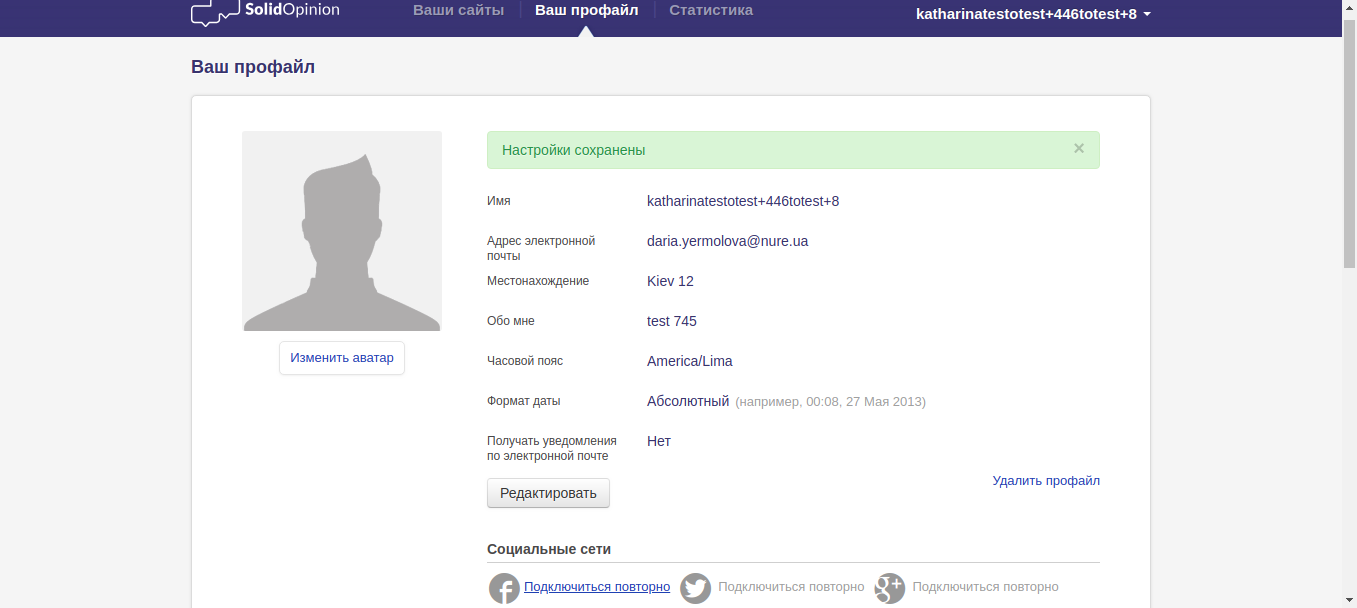 SolidOpinion
Ваши сайты
Ваш профайл
Статистика
katharinatestotest+446totest+8
Ваш профайл
Настройки сохранены
×
Имя
katharinatestotest+446totest+8
Адрес электронной
почты
daria.yermolova@nure.ua
Местонахождение
Kiev 12
Обо мне
test 745
Изменить аватар
Часовой пояс
America/Lima
Формат даты
Абсолютный (например, 00:08, 27 Мая 2013)
Получать уведомления
по электронной почте
Нет
Удалить профайл
Редактировать
Социальные сети
Подключиться повторно
Подключиться повторно
Подключиться повторно